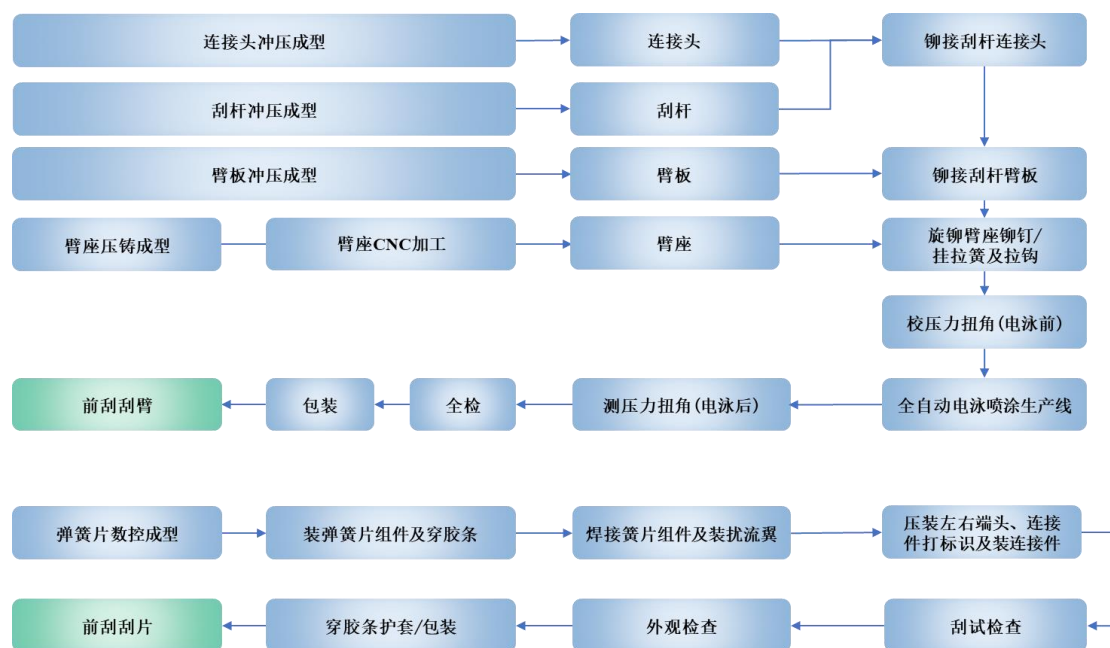 连接头冲压成型
连接头
铆接刮杆连接头
刮杆冲压成型
刮杆
臂板冲压成型
臂板
铆接刮杆臂板
臂座压铸成型
臂座CNC加工
臂座
旋铆臂座铆钉/
挂拉簧及拉钩
校压力扭角(电泳前)
前刮刮臂
包装
全检
测压力扭角(电泳后)
全自动电泳喷涂生产线
弹簧片数控成型
装弹簧片组件及穿胶条
焊接簧片组件及装扰流翼
压装左右端头、连接
件打标识及装连接件
前刮刮片
穿胶条护套/包装
外观检查
刮试检查